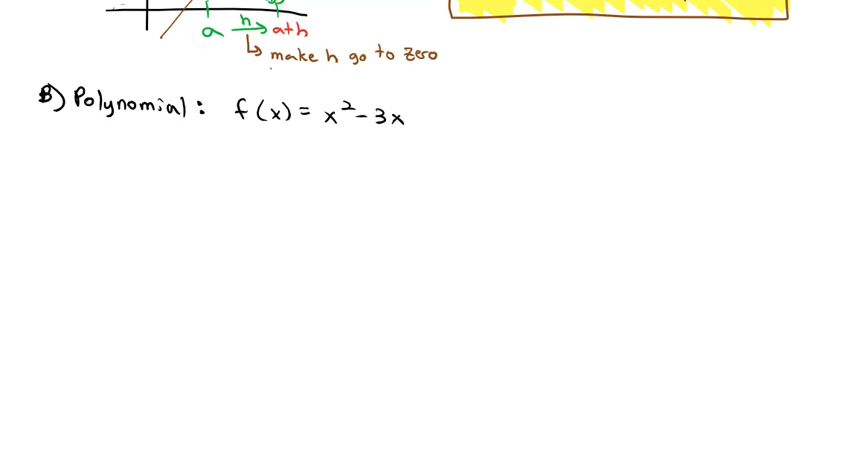 a h a+h
make h go to zero
B) Polynomial: f(x) = x² - 3x